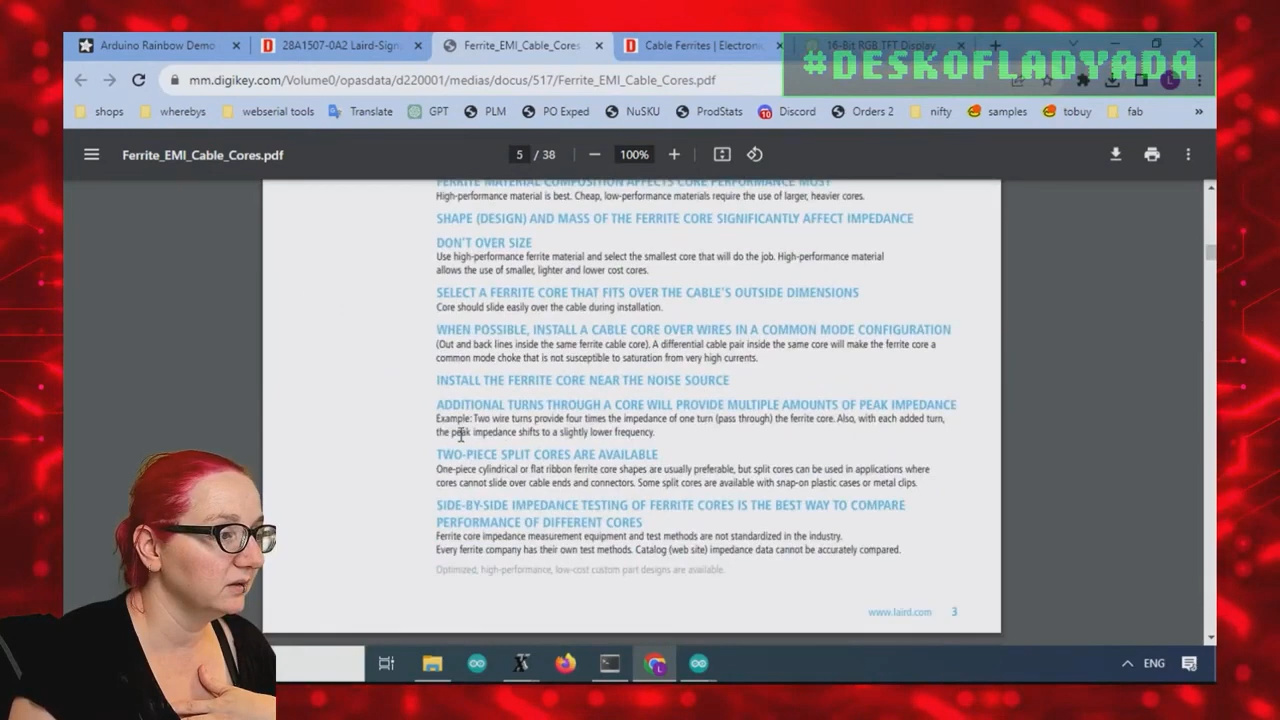 Arduino Rainbow Demo
28A1507-0A2 Laird-Sign
Ferrite_EMI_Cable_Cores
Cable Ferrites | Electroni
16-Bit RGB TFT Display
#DESKOFLADYADA
mm.digikey.com/Volume0/opasdata/d220001/medias/docus/517/Ferrite_EMI_Cable_Cores.pdf
L
shops
wherebys
webserial tools
Translate
GPT
PLM
PO Exped
NuSKU
ProdStats
10
Discord
Orders 2
nifty
samples
tobuy
fab
»
Ferrite_EMI_Cable_Cores.pdf
5 / 38
100%
FERRITE MATERIAL COMPOSITION AFFECTS CORE PERFORMANCE MOST
High-performance material is best. Cheap, low-performance materials require the use of larger, heavier cores.
SHAPE (DESIGN) AND MASS OF THE FERRITE CORE SIGNIFICANTLY AFFECT IMPEDANCE
DON'T OVER SIZE
Use high-performance ferrite material and select the smallest core that will do the job. High-performance material
allows the use of smaller, lighter and lower cost cores.
SELECT A FERRITE CORE THAT FITS OVER THE CABLE'S OUTSIDE DIMENSIONS
Core should slide easily over the cable during installation.
WHEN POSSIBLE, INSTALL A CABLE CORE OVER WIRES IN A COMMON MODE CONFIGURATION
(Out and back lines inside the same ferrite cable core). A differential cable pair inside the same core will make the ferrite core a
common mode choke that is not susceptible to saturation from very high currents.
INSTALL THE FERRITE CORE NEAR THE NOISE SOURCE
ADDITIONAL TURNS THROUGH A CORE WILL PROVIDE MULTIPLE AMOUNTS OF PEAK IMPEDANCE
Example: Two wire turns provide four times the impedance of one turn (pass through) the ferrite core. Also, with each added turn,
the peak impedance shifts to a slightly lower frequency.
TWO-PIECE SPLIT CORES ARE AVAILABLE
One-piece cylindrical or flat ribbon ferrite core shapes are usually preferable, but split cores can be used in applications where
cores cannot slide over cable ends and connectors. Some split cores are available with snap-on plastic cases or metal clips.
SIDE-BY-SIDE IMPEDANCE TESTING OF FERRITE CORES IS THE BEST WAY TO COMPARE
PERFORMANCE OF DIFFERENT CORES
Ferrite core impedance measurement equipment and test methods are not standardized in the industry.
Every ferrite company has their own test methods. Catalog (web site) impedance data cannot be accurately compared.
Optimized, high-performance, low-cost custom part designs are available.
www.laird.com 3
ENG